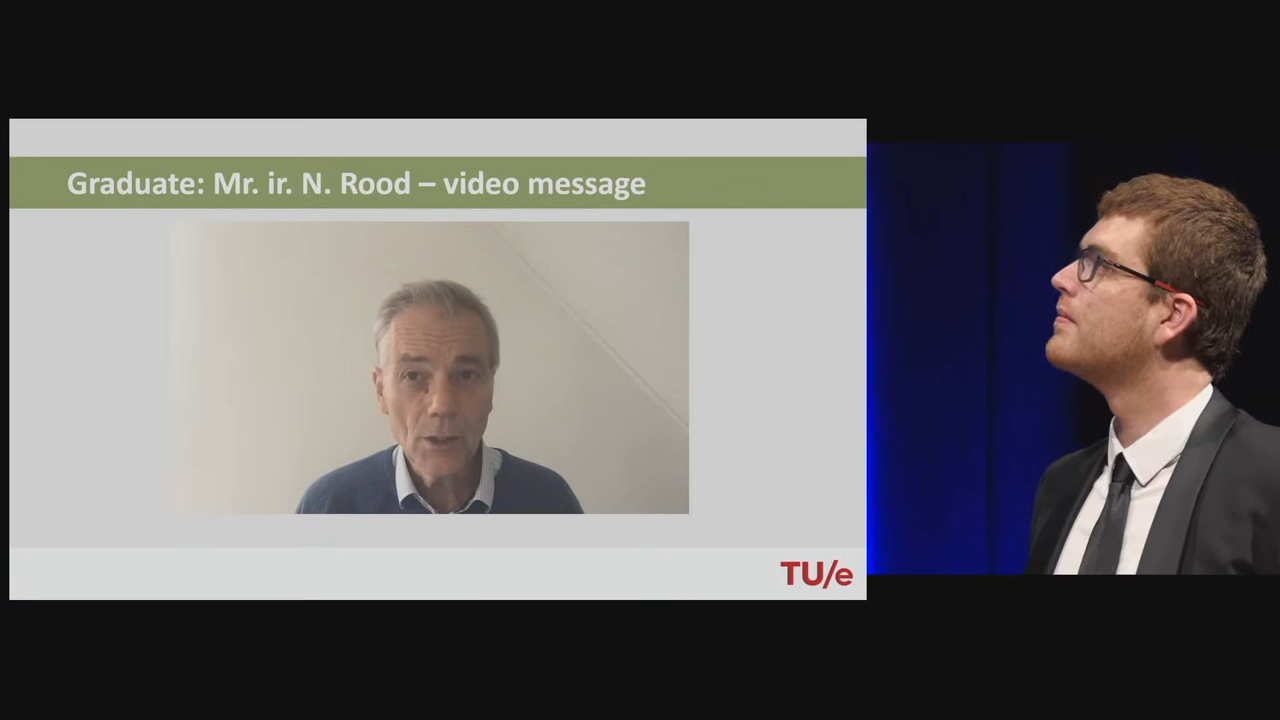 Graduate: Mr. ir. N. Rood – video message
TU/e